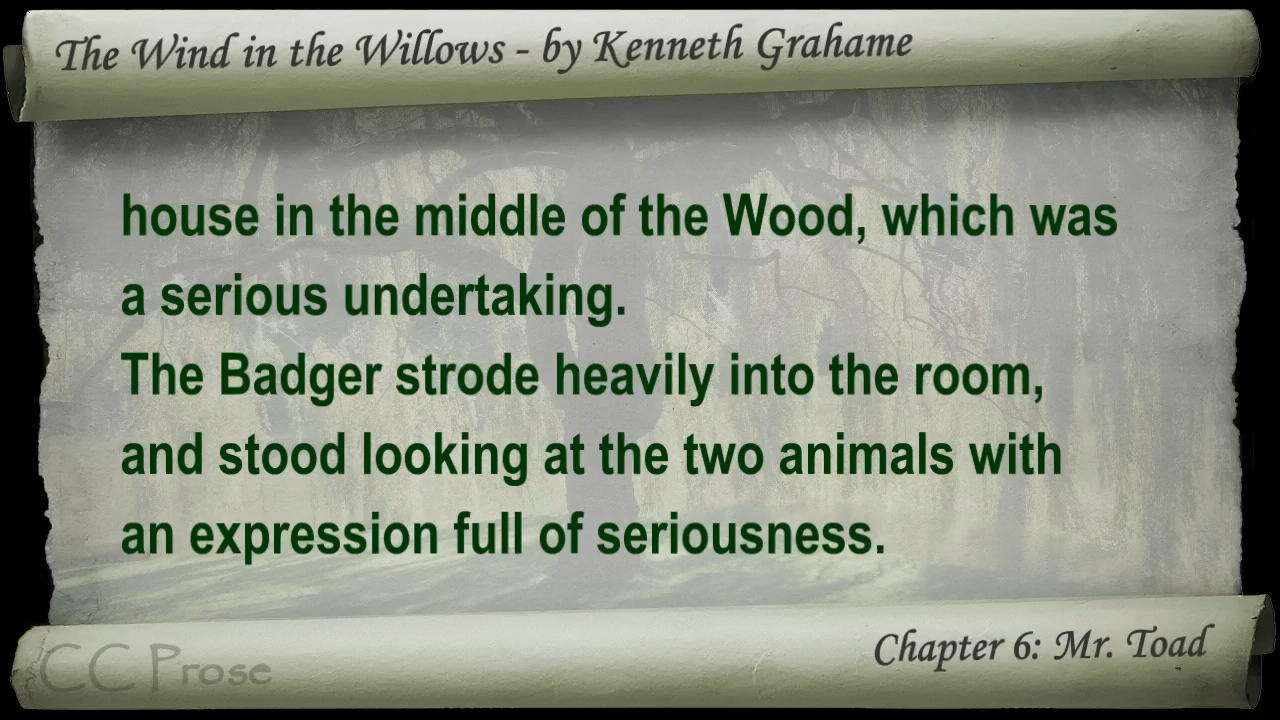 The Wind in the Willows - by Kenneth Grahame
house in the middle of the Wood, which was
a serious undertaking.
The Badger strode heavily into the room,
and stood looking at the two animals with
an expression full of seriousness.
CC Prose
Chapter 6: Mr. Toad